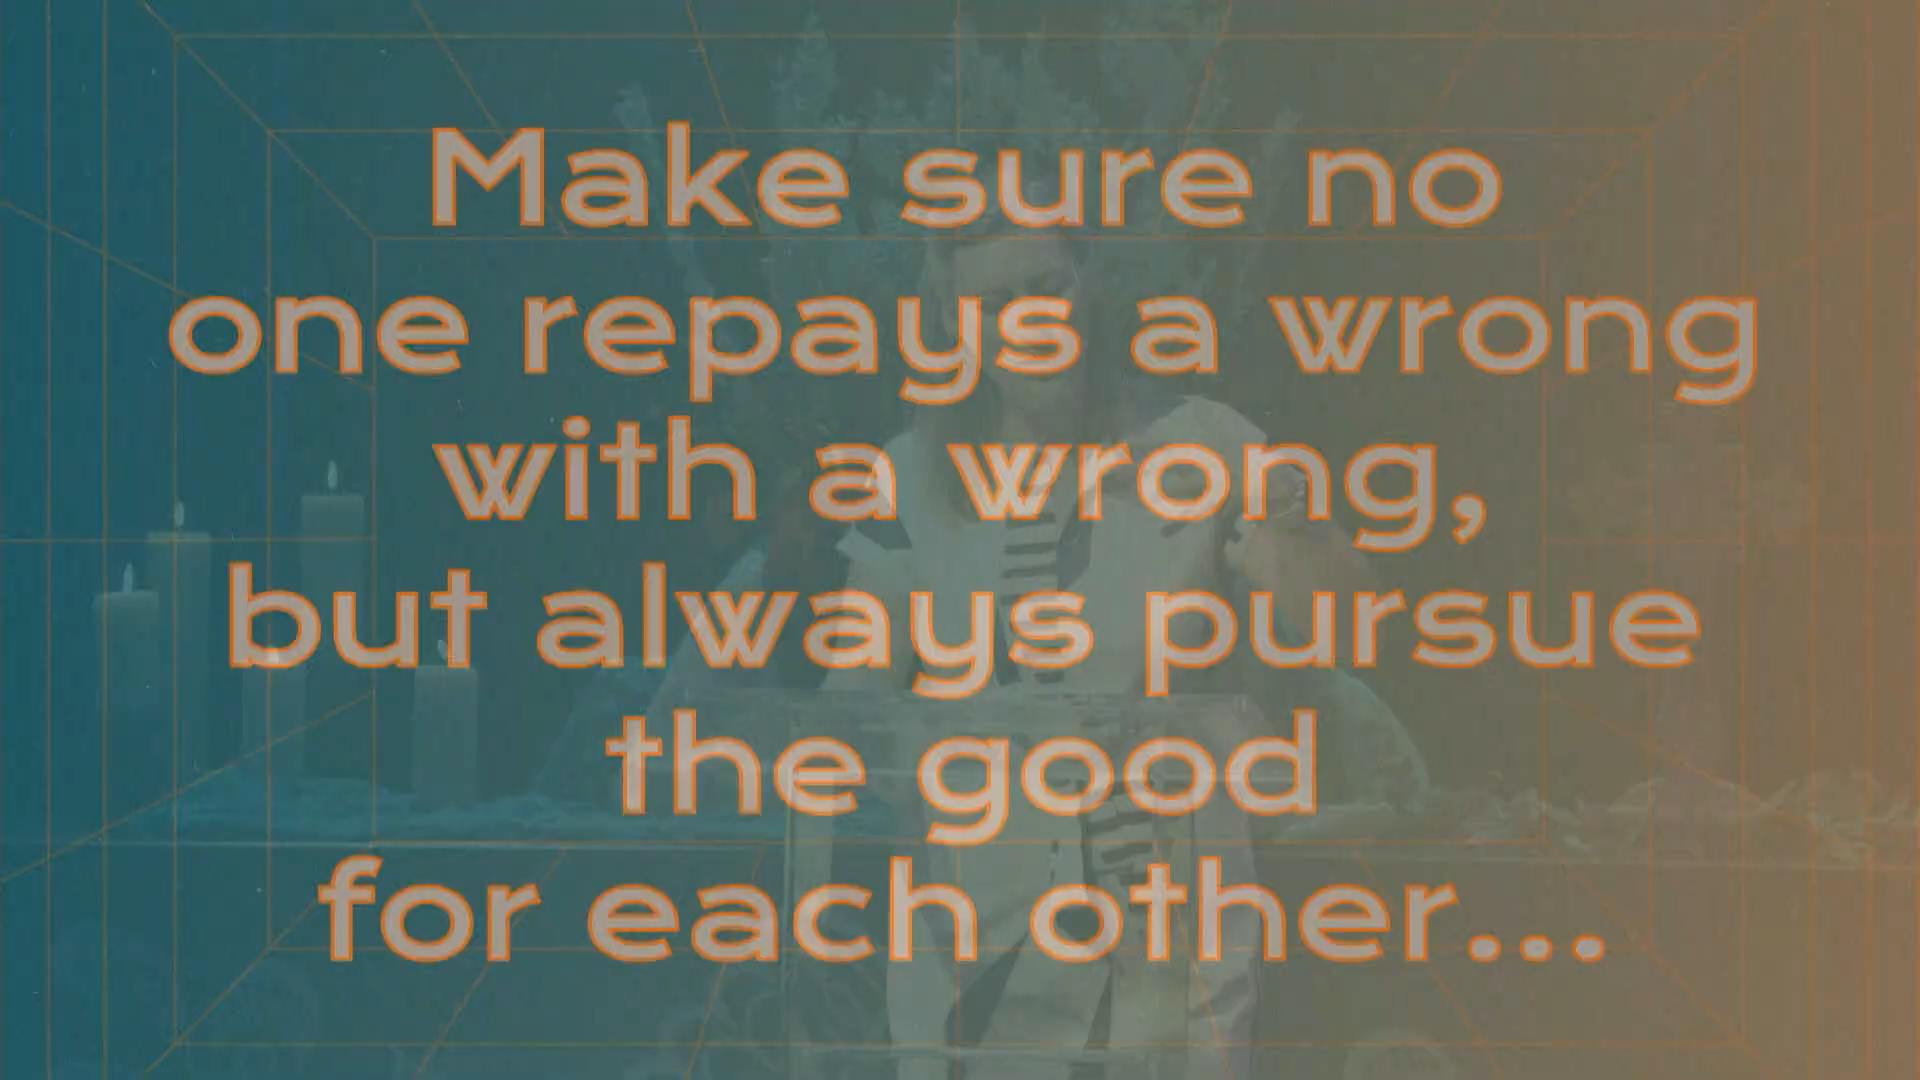 Make sure no
one repays a wrong
with a wrong,
but always pursue
the good
for each other...